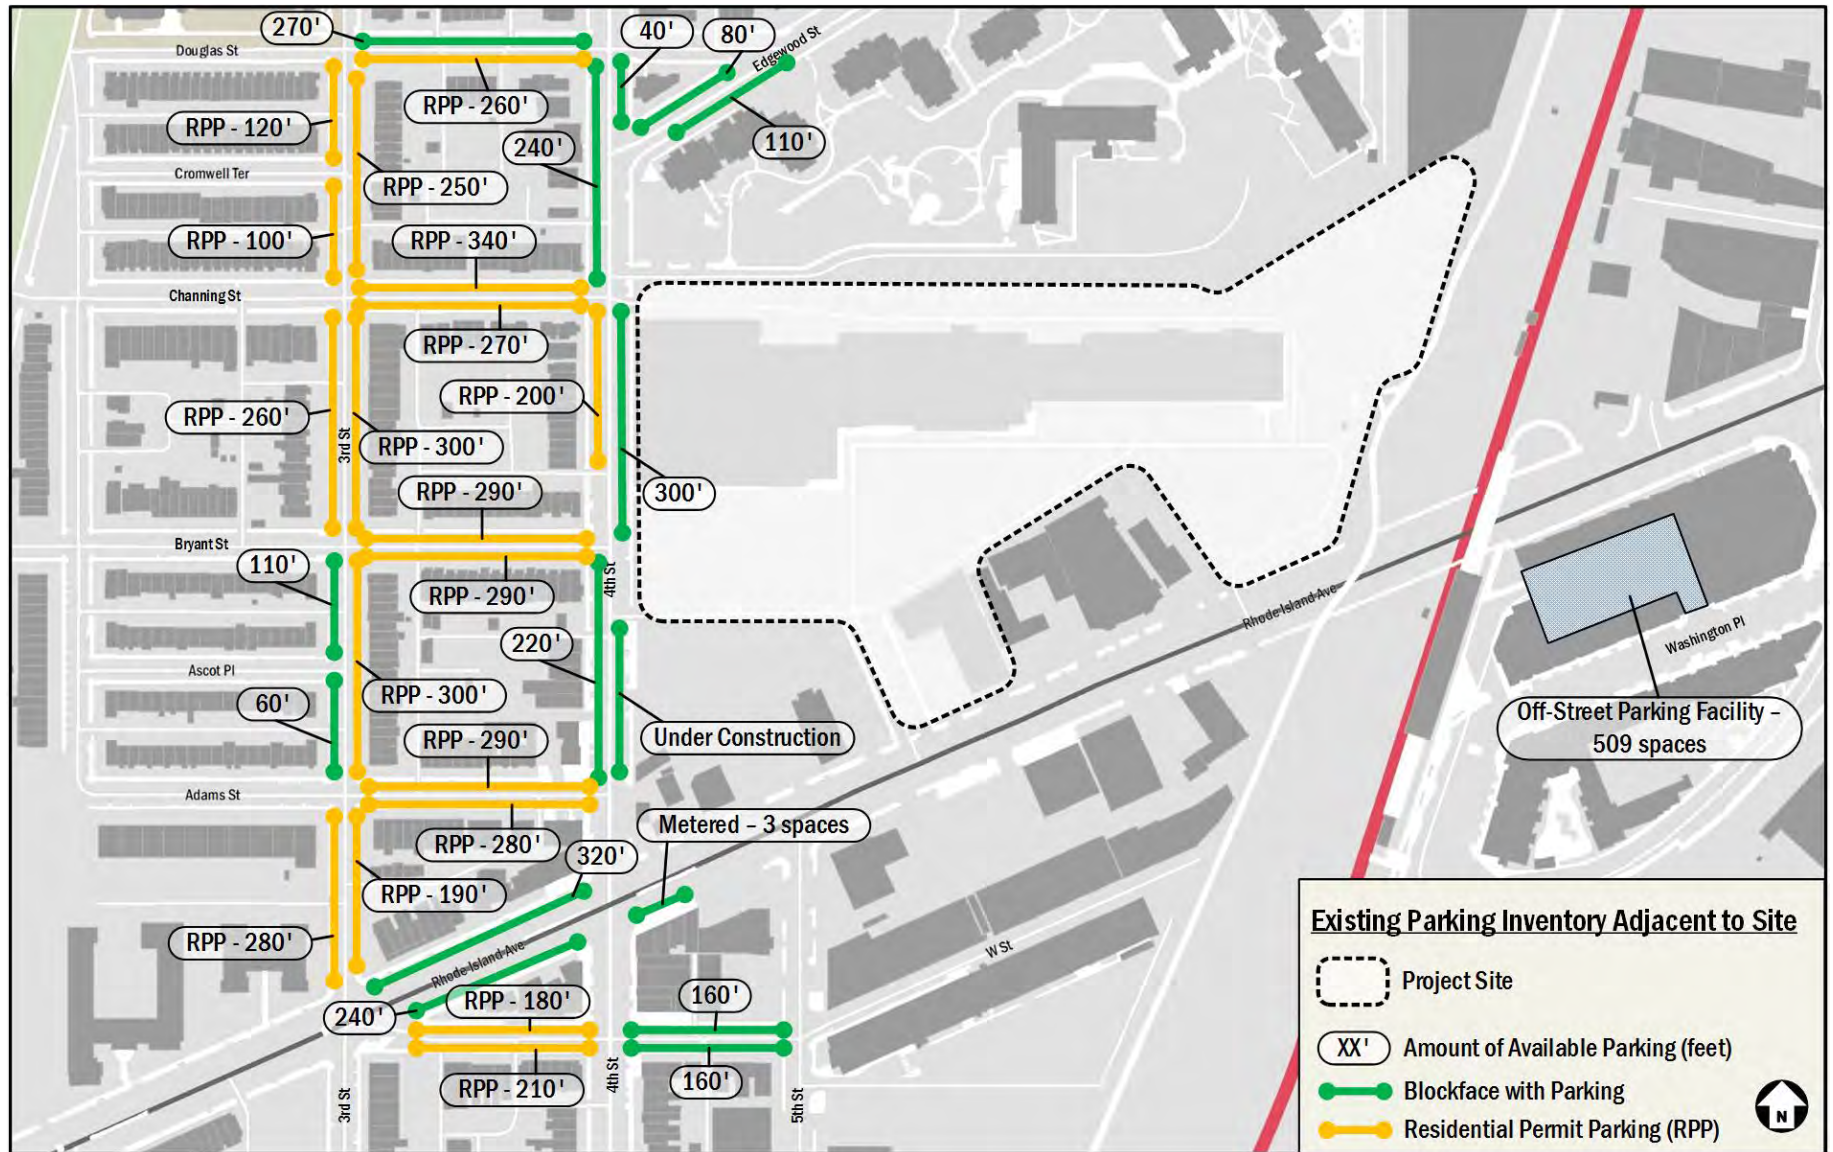 270'
40'
80'
Edgewood St
Douglas St
RPP - 260'
RPP - 120'
240'
110'
Cromwell Ter
RPP - 250'
RPP - 100'
RPP - 340'
Channing St
RPP - 270'
RPP - 200'
RPP - 260'
3rd St
RPP - 300'
RPP - 290'
300'
Bryant St
110'
RPP - 290'
4th St
Rhode Island Ave
220'
Washington Pl
Ascot Pl
RPP - 300'
60'
RPP - 290'
Under Construction
Off-Street Parking Facility –
509 spaces
Adams St
Metered – 3 spaces
RPP - 280'
320'
RPP - 190'
RPP - 280'
Rhode Island Ave
W St
240'
RPP - 180'
160'
RPP - 210'
160'
3rd St
4th St
5th St
Existing Parking Inventory Adjacent to Site
Project Site
XX'
Amount of Available Parking (feet)
Blockface with Parking
Residential Permit Parking (RPP)
N